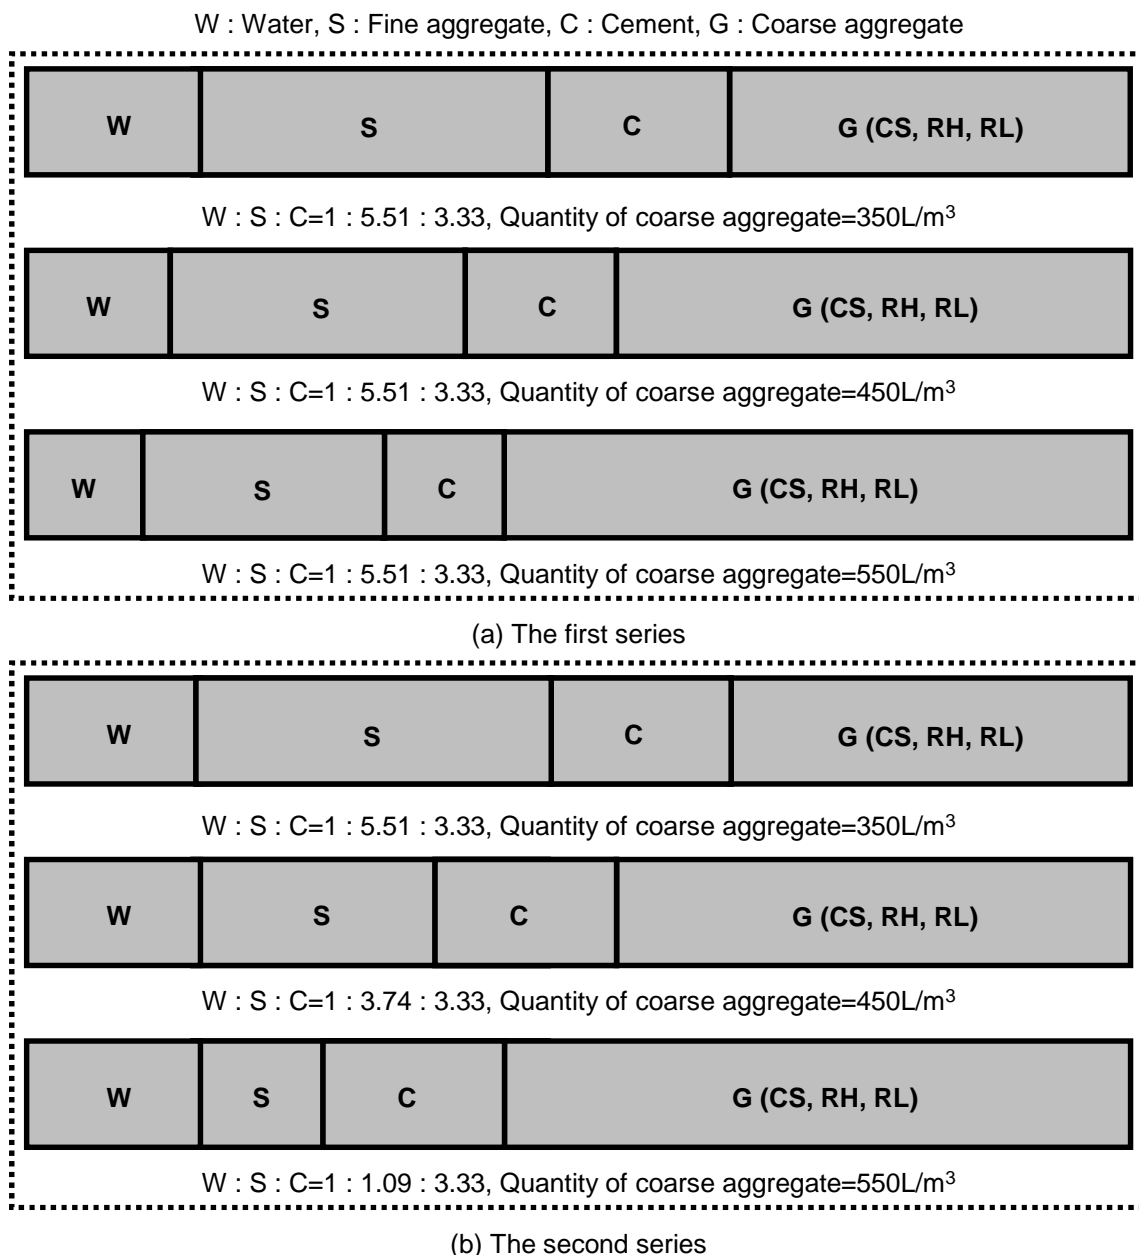 W : Water, S : Fine aggregate, C : Cement, G : Coarse aggregate
W S C G (CS, RH, RL)
W : S : C=1 : 5.51 : 3.33, Quantity of coarse aggregate=350L/m³
W S C G (CS, RH, RL)
W : S : C=1 : 5.51 : 3.33, Quantity of coarse aggregate=450L/m³
W S C G (CS, RH, RL)
W : S : C=1 : 5.51 : 3.33, Quantity of coarse aggregate=550L/m³
(a) The first series
W S C G (CS, RH, RL)
W : S : C=1 : 5.51 : 3.33, Quantity of coarse aggregate=350L/m³
W S C G (CS, RH, RL)
W : S : C=1 : 3.74 : 3.33, Quantity of coarse aggregate=450L/m³
W S C G (CS, RH, RL)
W : S : C=1 : 1.09 : 3.33, Quantity of coarse aggregate=550L/m³
(b) The second series